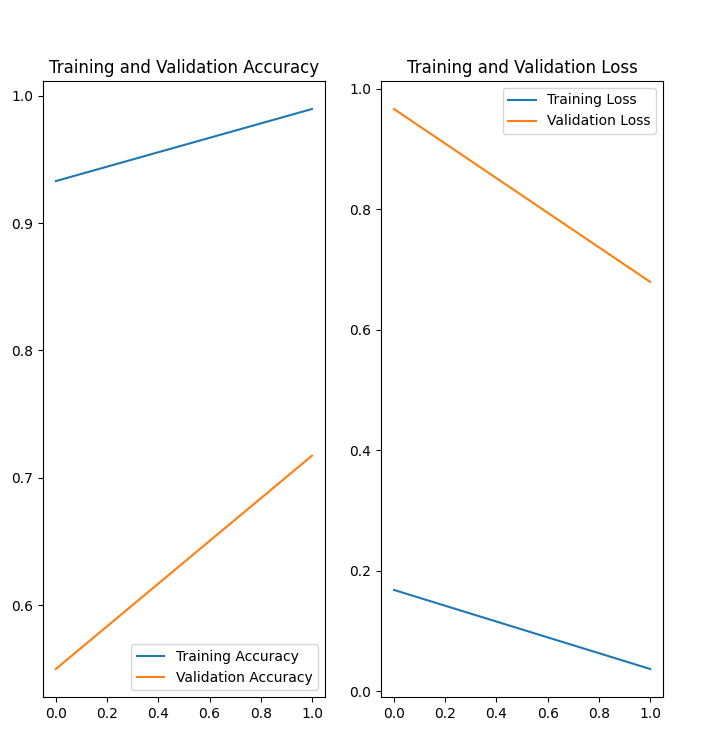 Training and Validation Accuracy
1.0
0.9
0.8
0.7
0.6
Training Accuracy
Validation Accuracy
0.0 0.2 0.4 0.6 0.8 1.0
Training and Validation Loss
1.0
0.8
0.6
0.4
0.2
0.0
Training Loss
Validation Loss
0.0 0.2 0.4 0.6 0.8 1.0